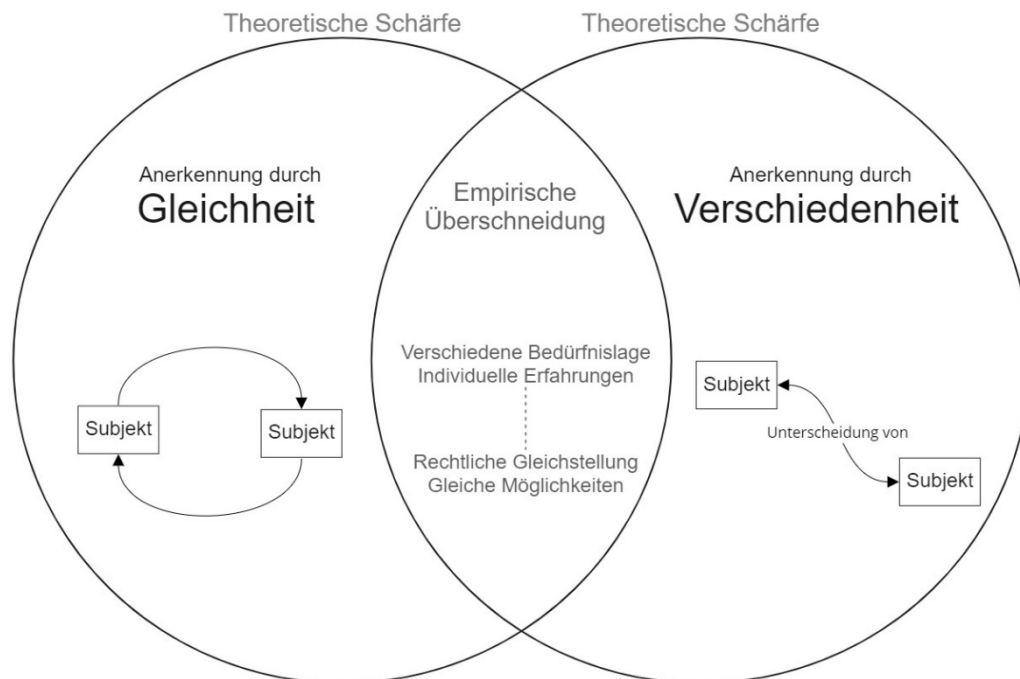 Theoretische Schärfe
Theoretische Schärfe
Anerkennung durch
Gleichheit
Empirische
Überschneidung
Anerkennung durch
Verschiedenheit
Subjekt
Subjekt
Verschiedene Bedürfnislage
Individuelle Erfahrungen
Rechtliche Gleichstellung
Gleiche Möglichkeiten
Subjekt
Unterscheidung von
Subjekt